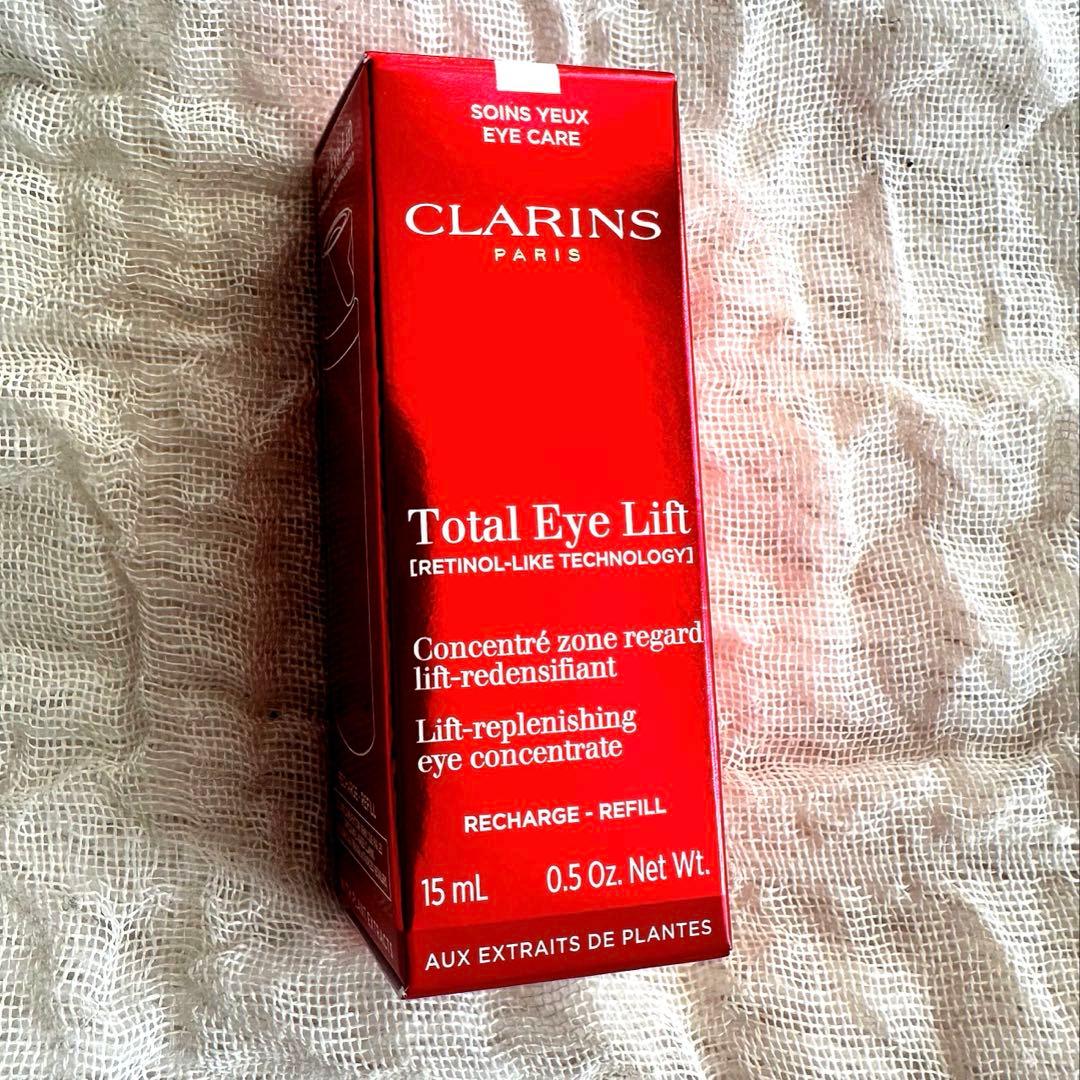 SOINS YEUX
EYE CARE
CLARINS
PARIS
Total Eye Lift
[RETINOL-LIKE TECHNOLOGY]
Concentré zone regard
lift-redensifiant
Lift-replenishing
eye concentrate
RECHARGE - REFILL
15 mL 0.5 Oz. Net Wt.
AUX EXTRAITS DE PLANTES